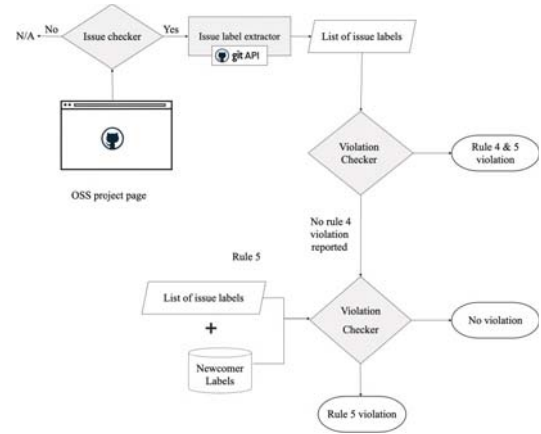 N/A
No
Issue checker
Yes
Issue label extractor
git API
List of issue labels
OSS project page
Violation
Checker
Rule 4 & 5
violation
No rule 4
violation
reported
Rule 5
List of issue labels
+
Newcomer
Labels
Violation
Checker
No violation
Rule 5 violation